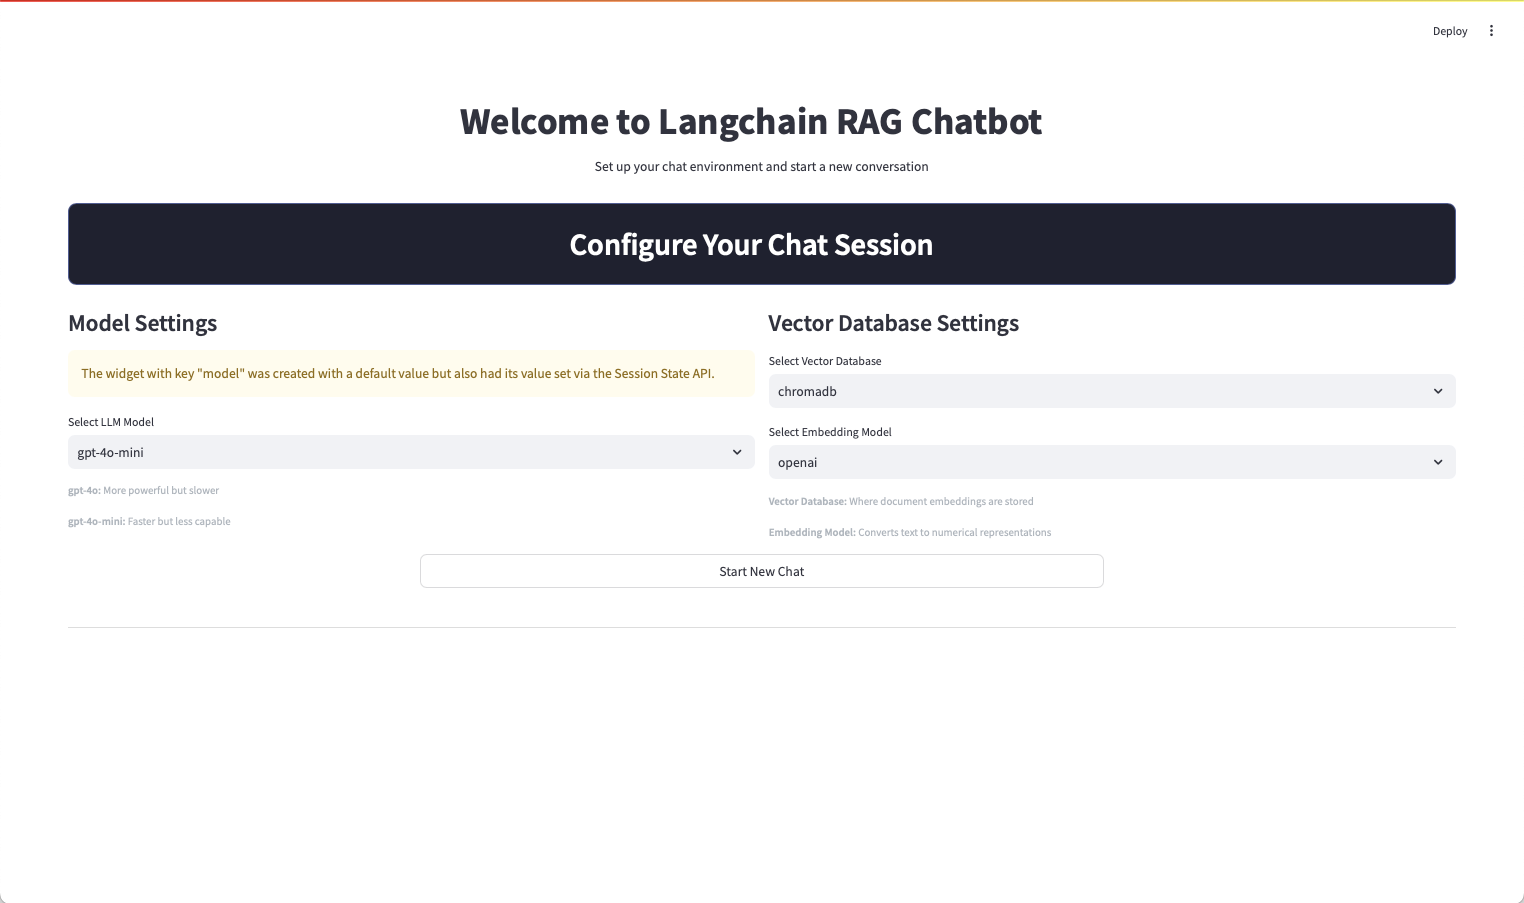 Deploy
Welcome to Langchain RAG Chatbot
Set up your chat environment and start a new conversation
Configure Your Chat Session
Model Settings
The widget with key "model" was created with a default value but also had its value set via the Session State API.
Select LLM Model
gpt-4o-mini
gpt-4o: More powerful but slower
gpt-4o-mini: Faster but less capable
Vector Database Settings
Select Vector Database
chromadb
Select Embedding Model
openai
Vector Database: Where document embeddings are stored
Embedding Model: Converts text to numerical representations
Start New Chat